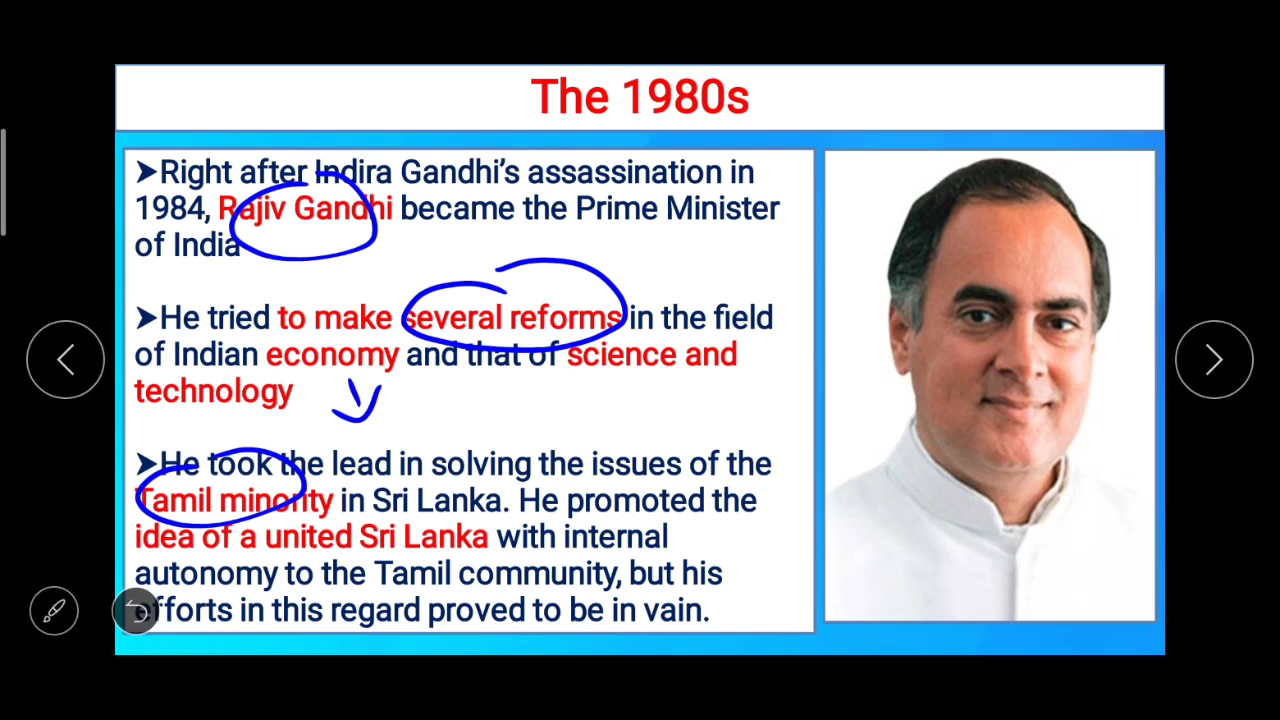 The 1980s
➤Right after Indira Gandhi's assassination in
1984, Rajiv Gandhi became the Prime Minister
of India
➤He tried to make several reforms in the field
of Indian economy and that of science and
technology
➤He took the lead in solving the issues of the
Tamil minority in Sri Lanka. He promoted the
idea of a united Sri Lanka with internal
autonomy to the Tamil community, but his
efforts in this regard proved to be in vain.